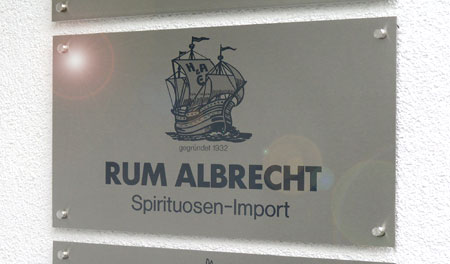 H & A
C
gegründet 1932
RUM ALBRECHT
Spirituosen-Import